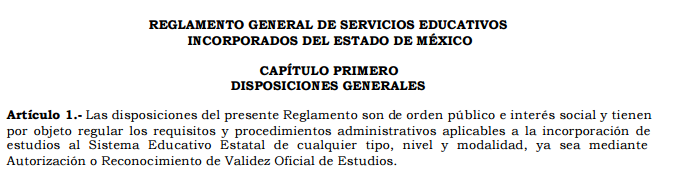 REGLAMENTO GENERAL DE SERVICIOS EDUCATIVOS
INCORPORADOS DEL ESTADO DE MÉXICO
CAPÍTULO PRIMERO
DISPOSICIONES GENERALES
Artículo 1.- Las disposiciones del presente Reglamento son de orden público e interés social y tienen
por objeto regular los requisitos y procedimientos administrativos aplicables a la incorporación de
estudios al Sistema Educativo Estatal de cualquier tipo, nivel y modalidad, ya sea mediante
Autorización o Reconocimiento de Validez Oficial de Estudios.